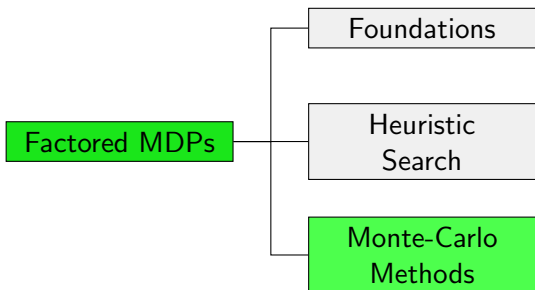 Foundations
Factored MDPs
Heuristic
Search
Monte-Carlo
Methods